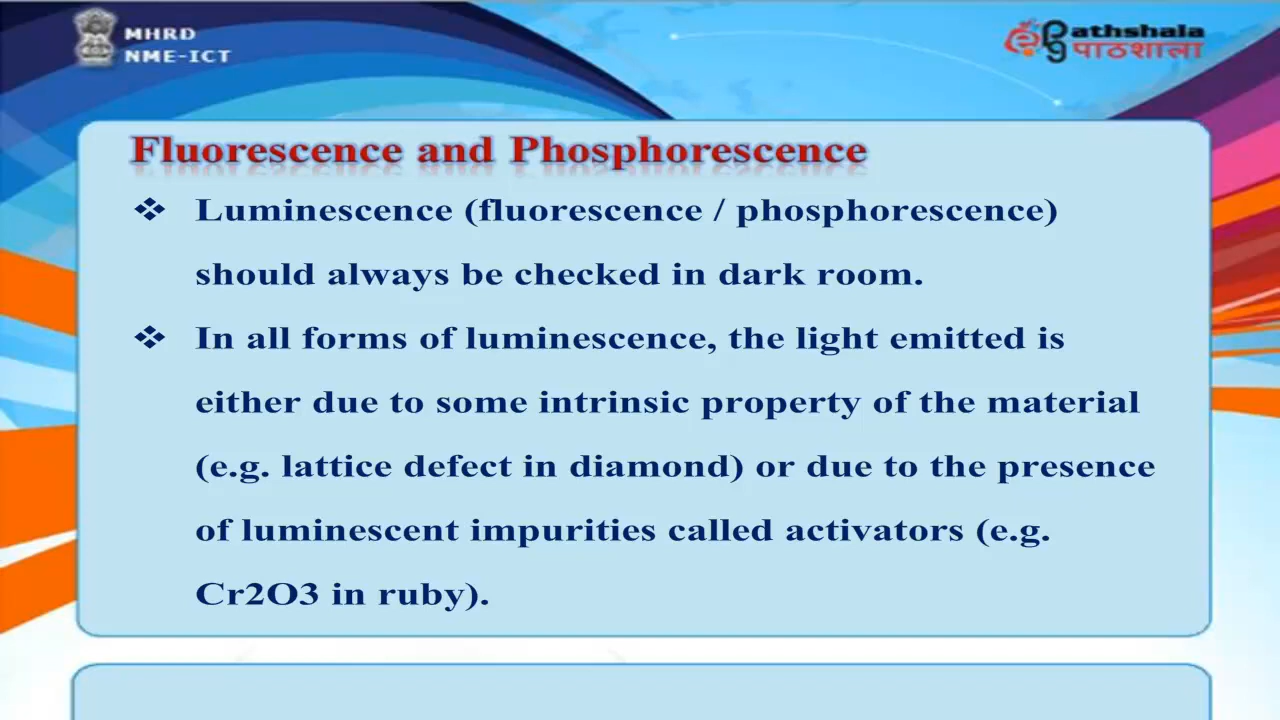 MHRD
NME-ICT
ePG athshala
पाठशाला
Fluorescence and Phosphorescence
❖ Luminescence (fluorescence / phosphorescence)
should always be checked in dark room.
❖ In all forms of luminescence, the light emitted is
either due to some intrinsic property of the material
(e.g. lattice defect in diamond) or due to the presence
of luminescent impurities called activators (e.g.
Cr2O3 in ruby).